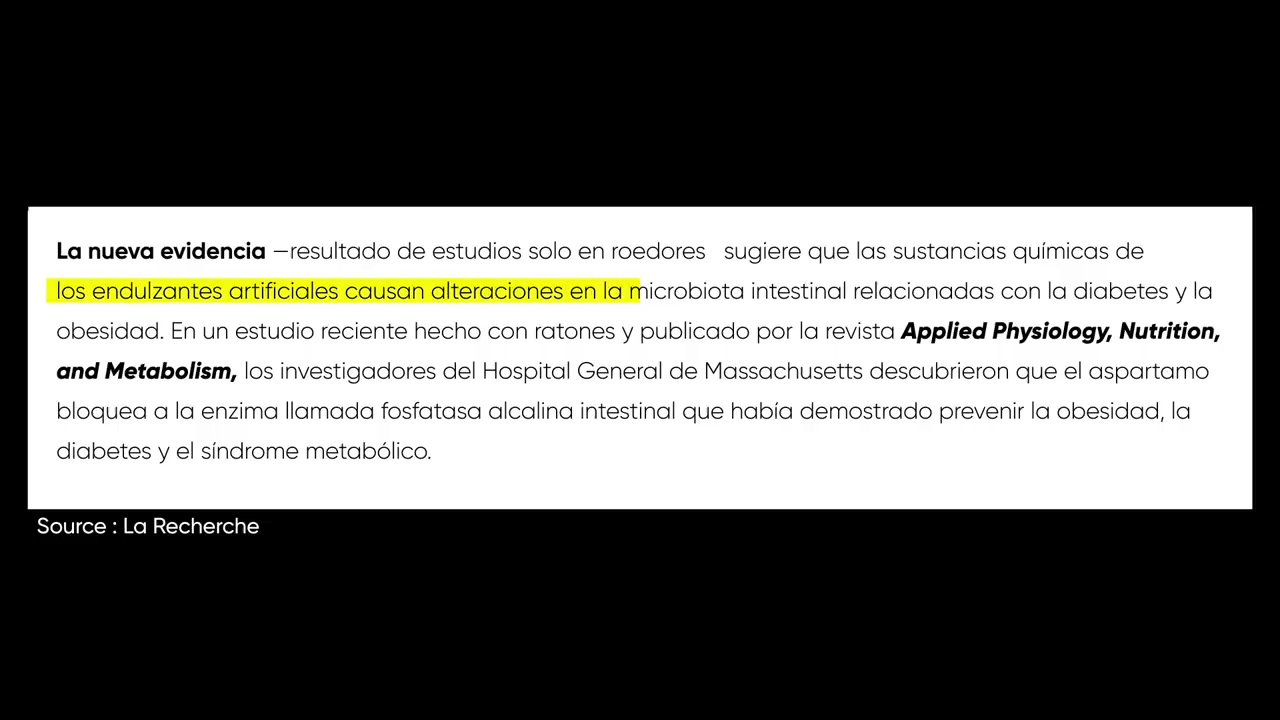 La nueva evidencia —resultado de estudios solo en roedores sugiere que las sustancias químicas de
los endulzantes artificiales causan alteraciones en la microbiota intestinal relacionadas con la diabetes y la
obesidad. En un estudio reciente hecho con ratones y publicado por la revista Applied Physiology, Nutrition,
and Metabolism, los investigadores del Hospital General de Massachusetts descubrieron que el aspartamo
bloquea a la enzima llamada fosfatasa alcalina intestinal que había demostrado prevenir la obesidad, la
diabetes y el síndrome metabólico.
Source : La Recherche